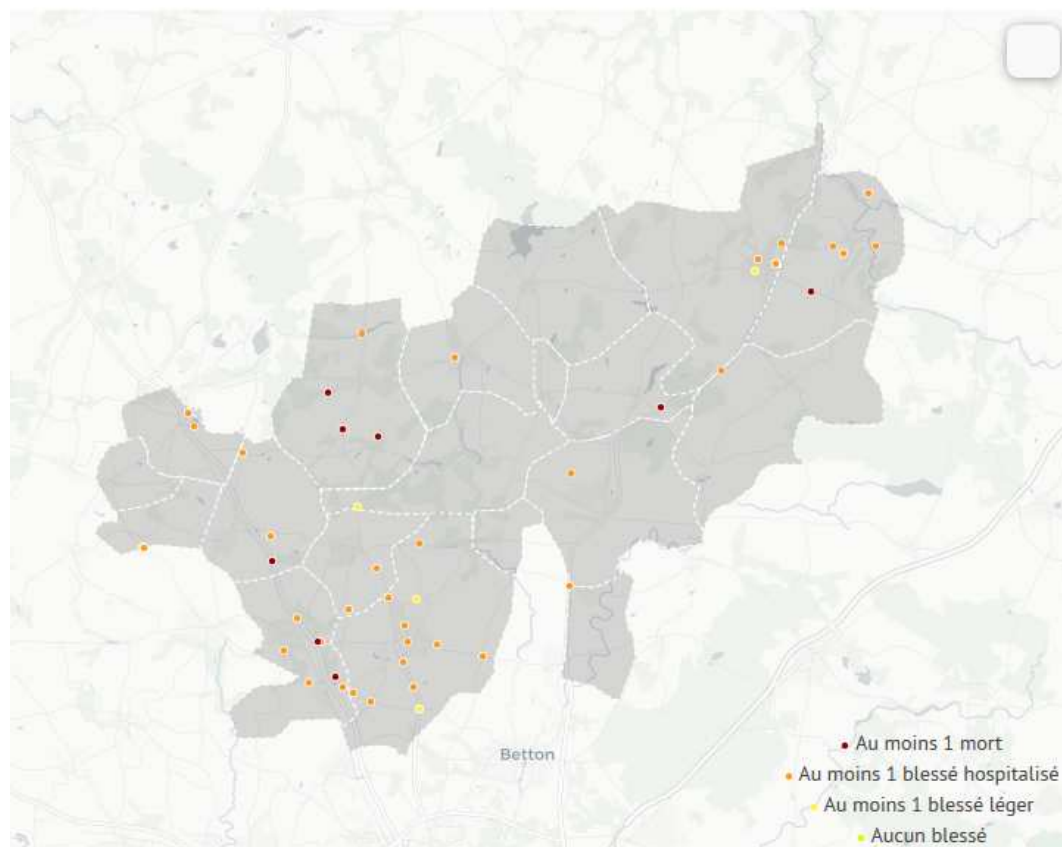 Betton
Au moins 1 mort
Au moins 1 blessé hospitalisé
Au moins 1 blessé léger
Aucun blessé